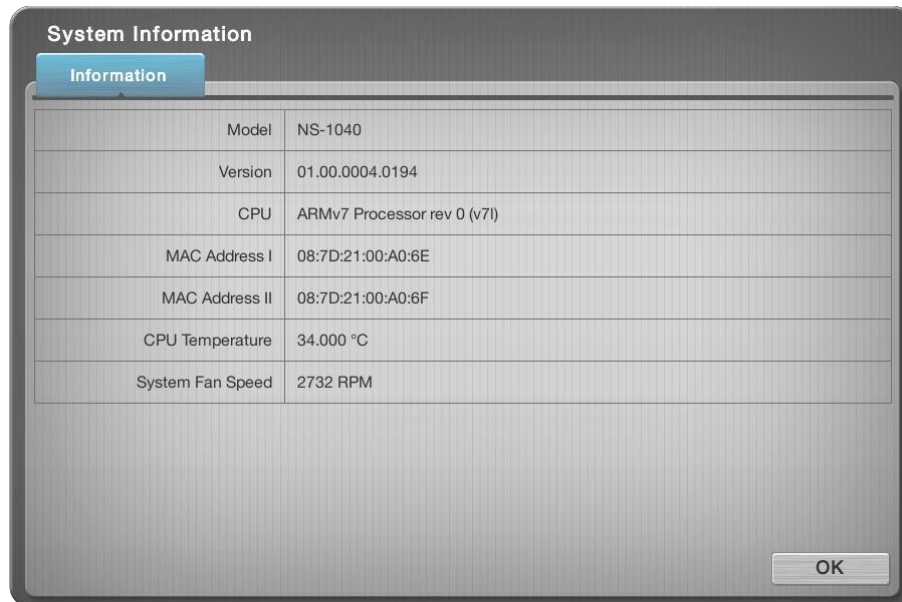 System Information
Information
Model NS-1040
Version 01.00.0004.0194
CPU ARMv7 Processor rev 0 (v7l)
MAC Address I 08:7D:21:00:A0:6E
MAC Address II 08:7D:21:00:A0:6F
CPU Temperature 34.000 °C
System Fan Speed 2732 RPM
OK